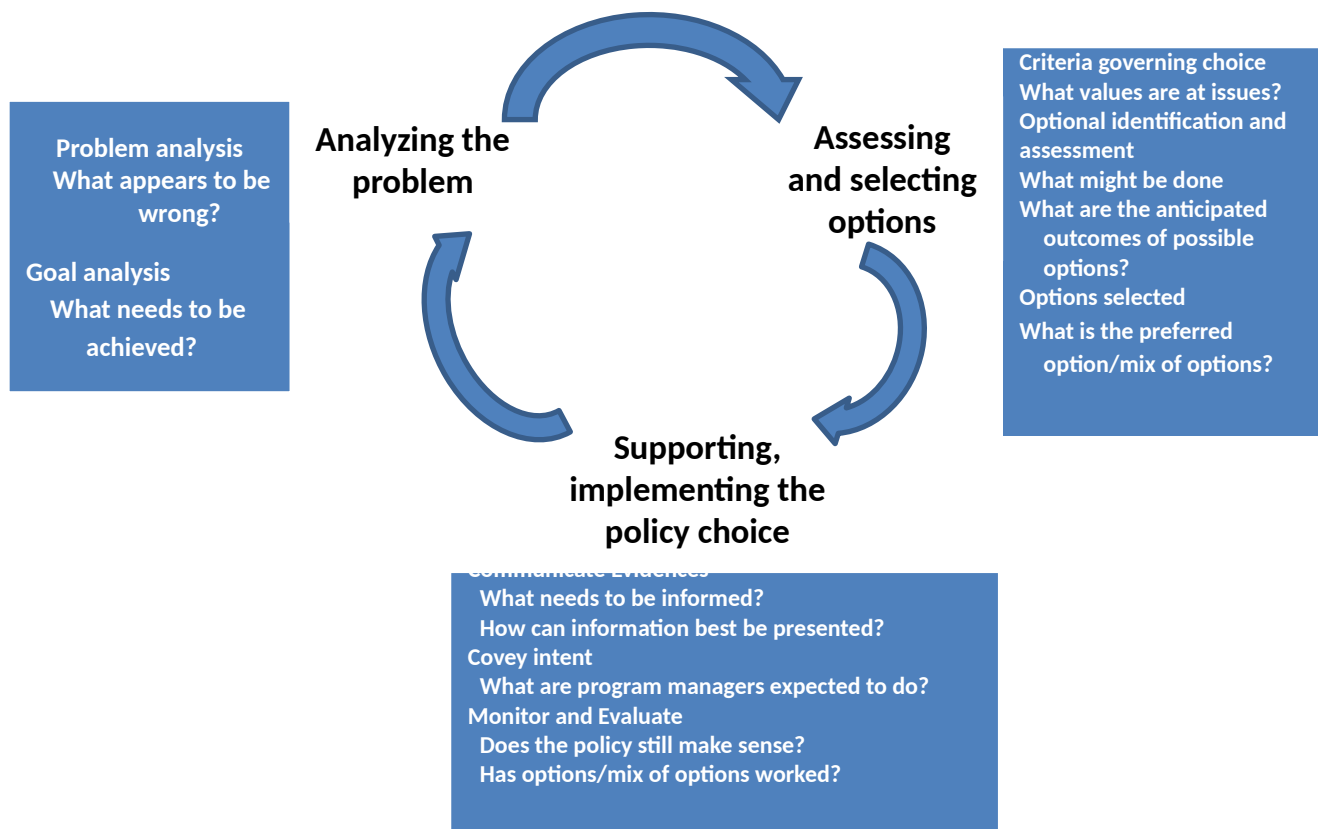 Analyzing the
problem
Assessing
and selecting
options
Supporting,
implementing the
policy choice
Problem analysis
What appears to be
wrong?
Goal analysis
What needs to be
achieved?
Criteria governing choice
What values are at issues?
Optional identification and
assessment
What might be done
What are the anticipated
outcomes of possible
options?
Options selected
What is the preferred
option/mix of options?
Communicate Evidences
What needs to be informed?
How can information best be presented?
Covey intent
What are program managers expected to do?
Monitor and Evaluate
Does the policy still make sense?
Has options/mix of options worked?